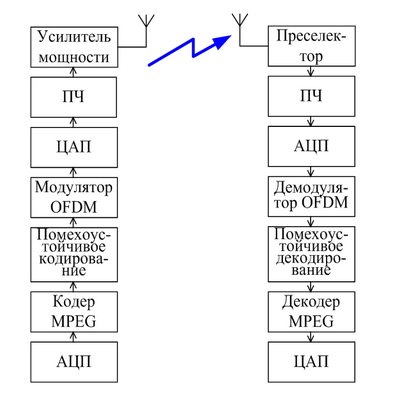 Усилитель
мощности
ПЧ
ЦАП
Модулятор
OFDM
Помехоус-
тойчивое
кодирова-
ние
Кодер
MPEG
АЦП
Преселек-
тор
ПЧ
АЦП
Демодуля-
тор OFDM
Помехоус-
тойчивое
декодиро-
вание
Декодер
MPEG
ЦАП